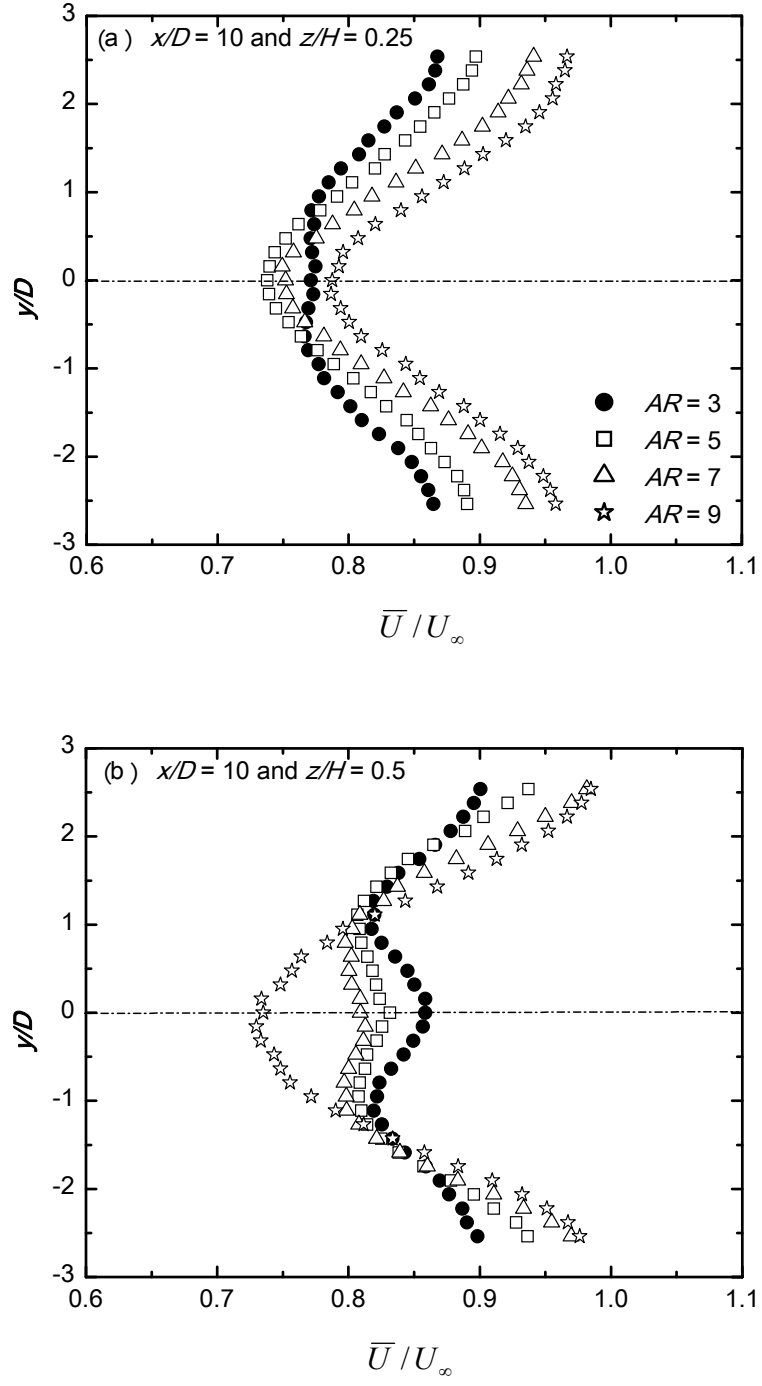 (a) x/D = 10 and z/H = 0.25
3
2
1
0
-1
-2
-3
y/D
AR = 3
AR = 5
AR = 7
AR = 9
0.6 0.7 0.8 0.9 1.0 1.1
U̅ / U∞
(b) x/D = 10 and z/H = 0.5
3
2
1
0
-1
-2
-3
y/D
0.6 0.7 0.8 0.9 1.0 1.1
U̅ / U∞